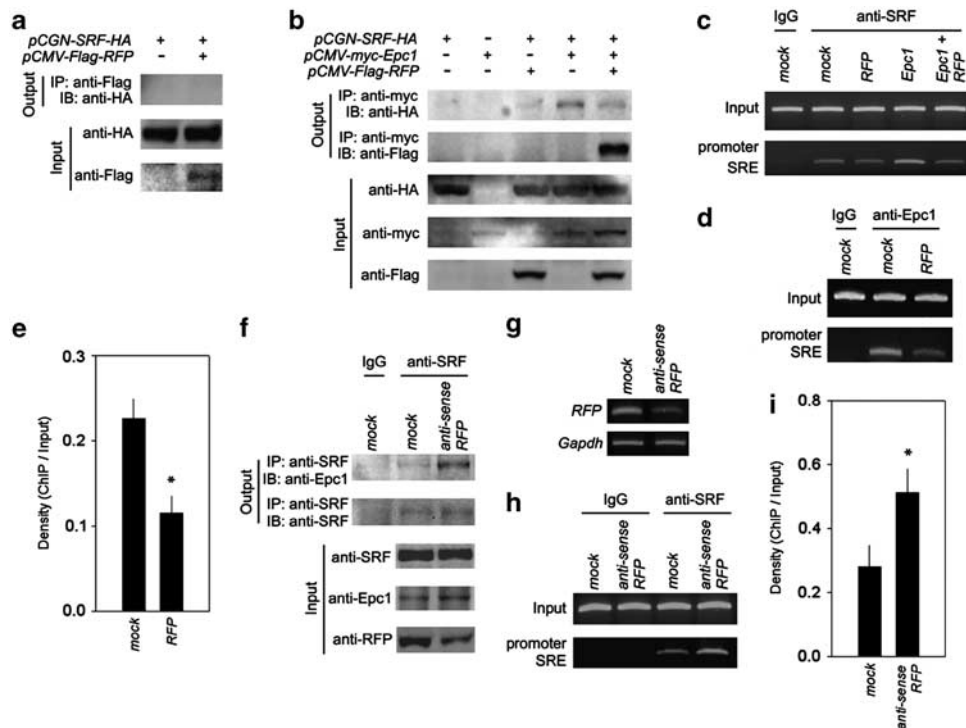 a
pCGN-SRF-HA + +
pCMV-Flag-RFP - +
Output
IP: anti-Flag
IB: anti-HA
Input
anti-HA
anti-Flag
b
pCGN-SRF-HA + - + + +
pCMV-myc-Epc1 - + - + +
pCMV-Flag-RFP - - + - +
Output
IP: anti-myc
IB: anti-HA
IP: anti-myc
IB: anti-Flag
Input
anti-HA
anti-myc
anti-Flag
c
IgG anti-SRF
mock mock RFP Epc1 Epc1 + RFP
Input
promoter
SRE
d
IgG anti-Epc1
mock mock RFP
Input
promoter
SRE
e
Density (ChIP / Input)
0.3
0.2
0.1
0.0
*
mock RFP
f
IgG anti-SRF
mock mock anti-sense RFP
Output
IP: anti-SRF
IB: anti-Epc1
IP: anti-SRF
IB: anti-SRF
Input
anti-SRF
anti-Epc1
anti-RFP
g
mock anti-sense RFP
RFP
Gapdh
h
IgG anti-SRF
mock anti-sense RFP mock anti-sense RFP
Input
promoter
SRE
i
Density (ChIP / Input)
0.8
0.6
0.4
0.2
0.0
*
mock anti-sense RFP